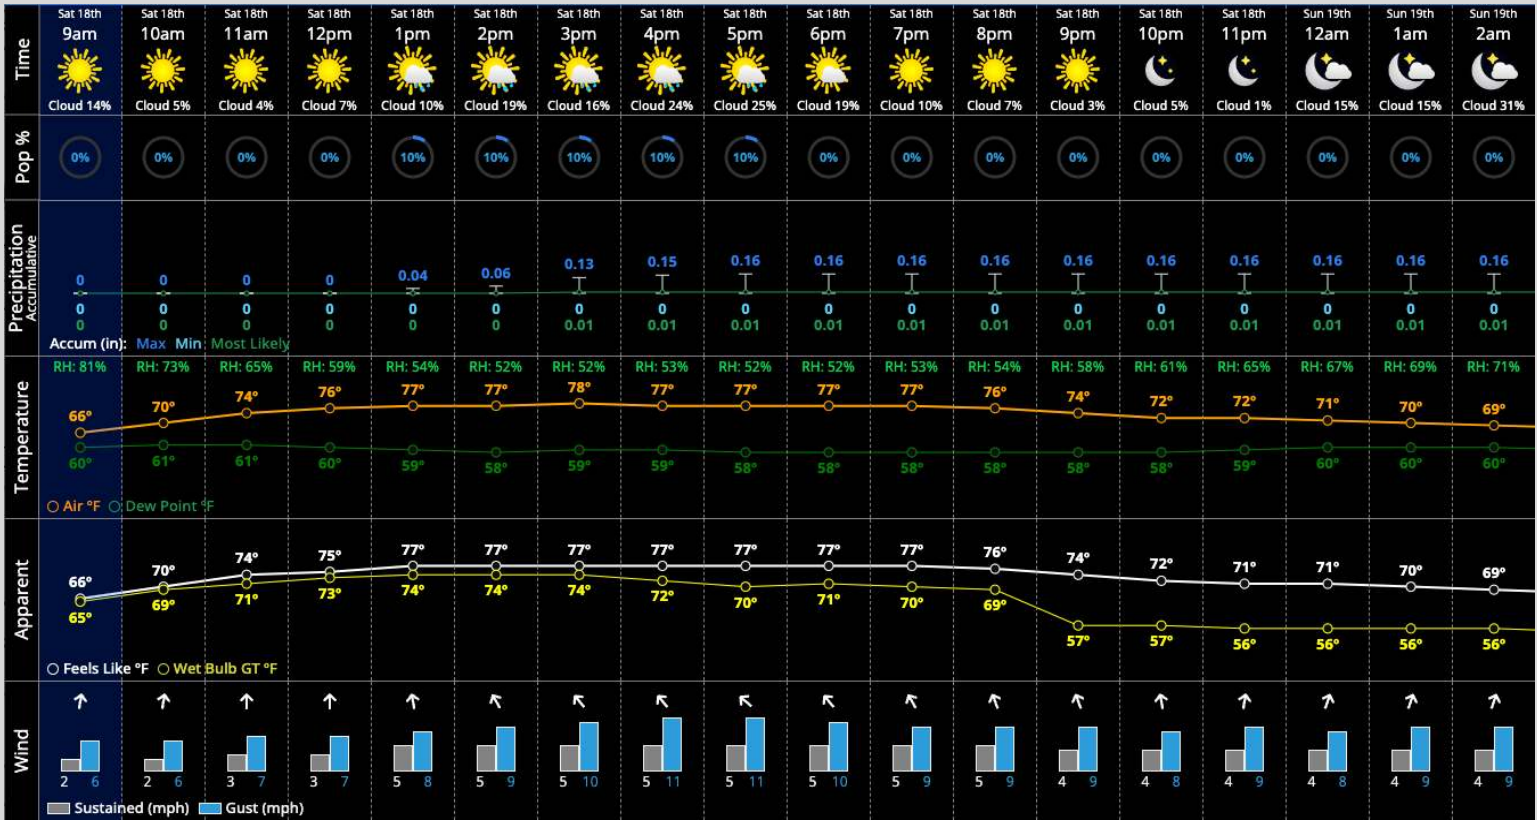 Time
Sat 18th Sat 18th Sat 18th Sat 18th Sat 18th Sat 18th Sat 18th Sat 18th Sat 18th Sat 18th Sat 18th Sat 18th Sat 18th Sat 18th Sat 18th Sun 19th Sun 19th Sun 19th
9am 10am 11am 12pm 1pm 2pm 3pm 4pm 5pm 6pm 7pm 8pm 9pm 10pm 11pm 12am 1am 2am
Cloud 14% Cloud 5% Cloud 4% Cloud 7% Cloud 10% Cloud 19% Cloud 16% Cloud 24% Cloud 25% Cloud 19% Cloud 10% Cloud 7% Cloud 3% Cloud 5% Cloud 1% Cloud 15% Cloud 15% Cloud 31%
Pop %
0% 0% 0% 0% 10% 10% 10% 10% 10% 0% 0% 0% 0% 0% 0% 0% 0% 0%
Precipitation
Accumulative
0 0 0 0 0.04 0.06 0.13 0.15 0.16 0.16 0.16 0.16 0.16 0.16 0.16 0.16 0.16 0.16
0 0 0 0 0 0 0 0 0 0 0 0 0 0 0 0 0 0
0 0 0 0 0 0 0.01 0.01 0.01 0.01 0.01 0.01 0.01 0.01 0.01 0.01 0.01 0.01
Accum (in): Max Min Most Likely
Temperature
RH: 81% RH: 73% RH: 65% RH: 59% RH: 54% RH: 52% RH: 52% RH: 53% RH: 52% RH: 52% RH: 53% RH: 54% RH: 58% RH: 61% RH: 65% RH: 67% RH: 69% RH: 71%
66° 70° 74° 76° 77° 77° 78° 77° 77° 77° 77° 76° 74° 72° 72° 71° 70° 69°
60° 61° 61° 60° 59° 58° 59° 59° 58° 58° 58° 58° 58° 58° 59° 60° 60° 60°
Air °F Dew Point °F
Apparent
66° 70° 74° 75° 77° 77° 77° 77° 77° 77° 77° 76° 74° 72° 71° 71° 70° 69°
65° 69° 71° 73° 74° 74° 74° 72° 70° 71° 70° 69° 57° 57° 56° 56° 56° 56°
Feels Like °F Wet Bulb GT °F
Wind
2 6 2 6 3 7 3 7 5 8 5 9 5 10 5 11 5 11 5 10 5 9 5 9 4 9 4 8 4 9 4 8 4 9 4 9
Sustained (mph) Gust (mph)